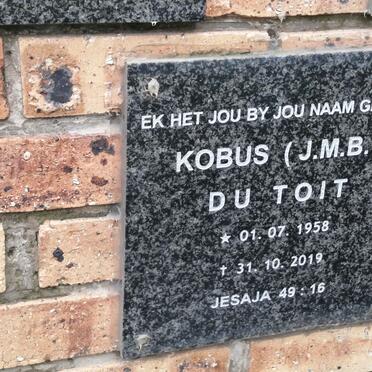 EK HET JOU BY JOU NAAM
KOBUS (J.M.B.
DU TOIT
★ 01. 07. 1958
† 31. 10. 2019
JESAJA 49 : 16